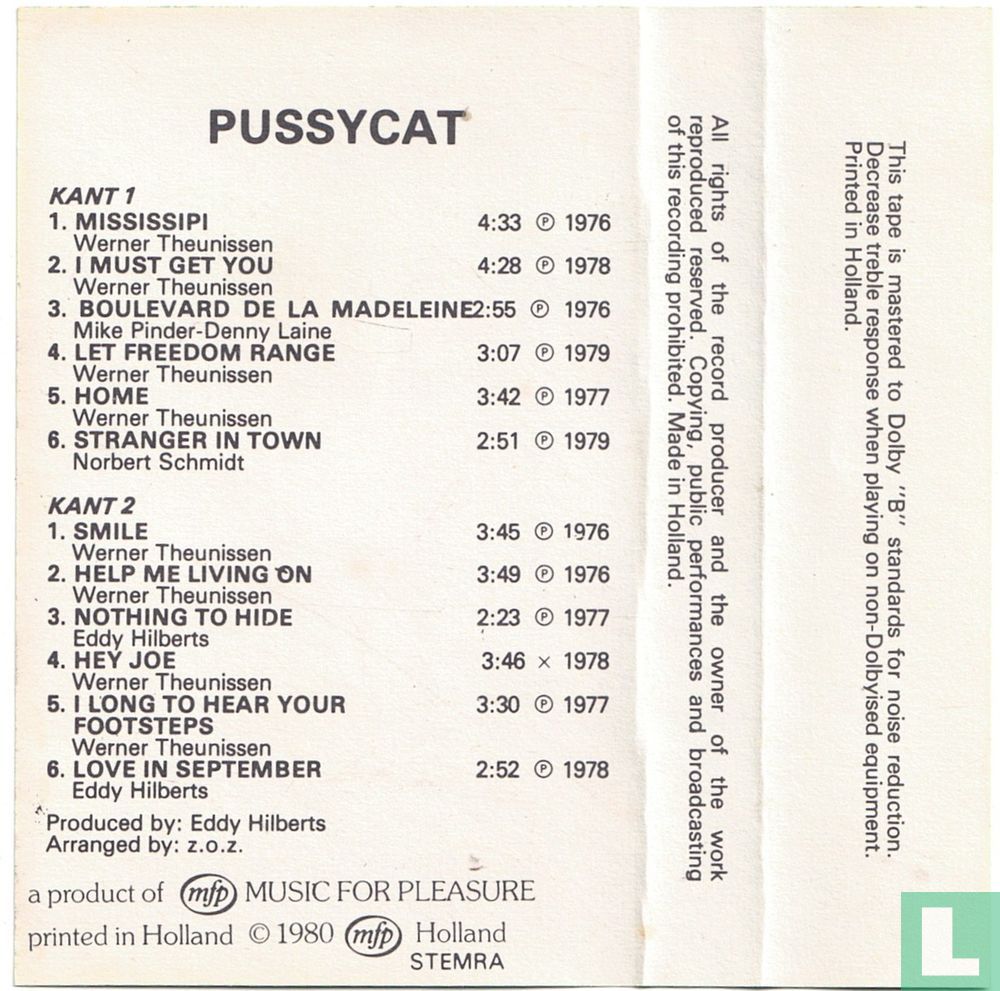 PUSSYCAT
KANT 1
1. MISSISSIPI 4:33 ℗ 1976
Werner Theunissen
2. I MUST GET YOU 4:28 ℗ 1978
Werner Theunissen
3. BOULEVARD DE LA MADELEINE 2:55 ℗ 1976
Mike Pinder-Denny Laine
4. LET FREEDOM RANGE 3:07 ℗ 1979
Werner Theunissen
5. HOME 3:42 ℗ 1977
Werner Theunissen
6. STRANGER IN TOWN 2:51 ℗ 1979
Norbert Schmidt
KANT 2
1. SMILE 3:45 ℗ 1976
Werner Theunissen
2. HELP ME LIVING ON 3:49 ℗ 1976
Werner Theunissen
3. NOTHING TO HIDE 2:23 ℗ 1977
Eddy Hilberts
4. HEY JOE 3:46 × 1978
Werner Theunissen
5. I LONG TO HEAR YOUR 3:30 ℗ 1977
FOOTSTEPS
Werner Theunissen
6. LOVE IN SEPTEMBER 2:52 ℗ 1978
Eddy Hilberts
Produced by: Eddy Hilberts
Arranged by: z.o.z.
a product of mfp MUSIC FOR PLEASURE
printed in Holland © 1980 mfp Holland
STEMRA
All rights of the record producer and the owner of the work
reproduced reserved. Copying, public performances and broadcasting
of this recording prohibited. Made in Holland.
This tape is mastered to Dolby "B" standards for noise reduction.
Decrease treble response when playing on non-Dolbyised equipment.
Printed in Holland.
L